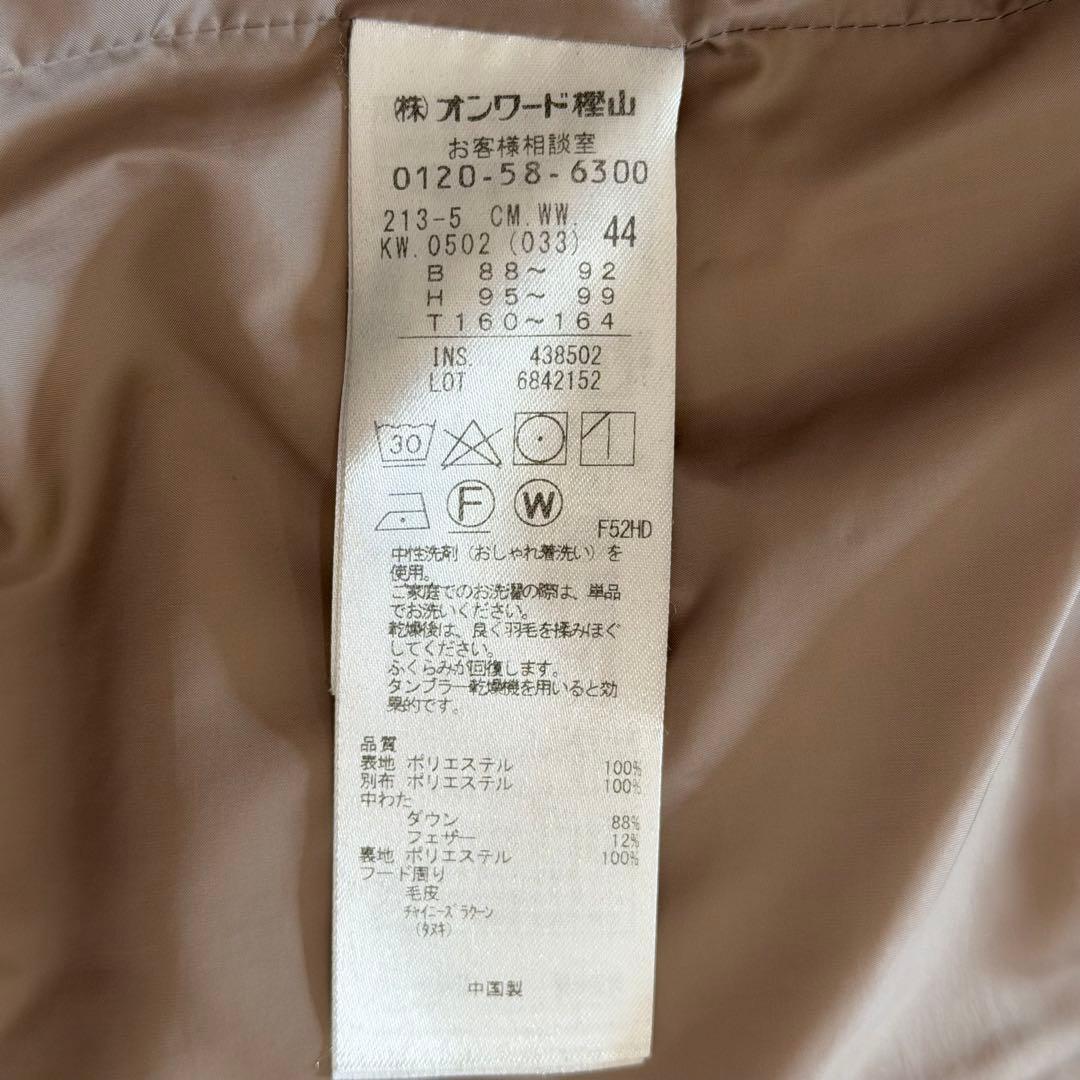 ㈱オンワード樫山
お客様相談室
0120-58-6300
213-5 CM.WW.
KW.0502 (033) 44
B 88～ 92
H 95～ 99
T160～164
INS. 438502
LOT 6842152
30
F W F52HD
中性洗剤（おしゃれ着洗い）を
使用。
ご家庭でのお洗濯の際は、単品
でお洗いください。
乾燥後は、良く羽毛を揉みほぐ
してください。
ふくらみが回復します。
タンブラー乾燥機を用いると効
果的です。
品質
表地 ポリエステル 100%
別布 ポリエステル 100%
中わた
ダウン 88%
フェザー 12%
裏地 ポリエステル 100%
フード周り
毛皮
ﾁｬｲﾆｰｽﾞﾗｸｰﾝ
(ﾀﾇｷ)
中国製